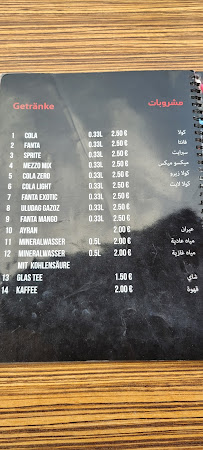 Getränke مشروبات
1 COLA 0.33L 2.50 € كولا
2 FANTA 0.33L 2.50 € فانتا
3 SPRITE 0.33L 2.50 € سبرايت
4 MEZZO MIX 0.33L 2.50 € ميكسو ميكس
5 COLA ZERO 0.33L 2.50 € كولا زيرو
6 COLA LIGHT 0.33L 2.50 € كولا لايت
7 FANTA EXOTIC 0.33L 2.50 €
8 ULUDAG GAZOZ 0.33L 2.50 €
9 FANTA MANGO 0.33L 2.50 €
10 AYRAN 2.00 € عيران
11 MINERALWASSER 0.5L 2.00 € مياه عادية
12 MINERALWASSER 0.5L 2.00 € مياه غازية
MIT KOHLENSÄURE
13 GLAS TEE 1.50 € شاي
14 KAFFEE 2.00 € قهوة